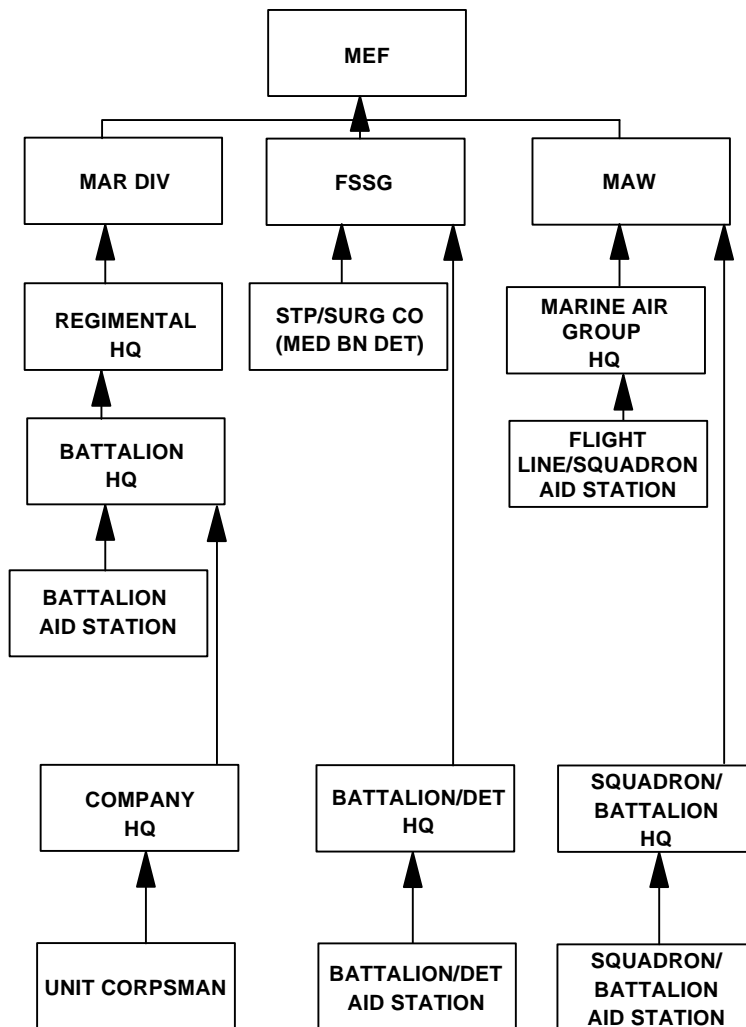 MEF
MAR DIV
FSSG
MAW
REGIMENTAL
HQ
STP/SURG CO
(MED BN DET)
MARINE AIR
GROUP
HQ
BATTALION
HQ
FLIGHT
LINE/SQUADRON
AID STATION
BATTALION
AID STATION
COMPANY
HQ
BATTALION/DET
HQ
SQUADRON/
BATTALION
HQ
UNIT CORPSMAN
BATTALION/DET
AID STATION
SQUADRON/
BATTALION
AID STATION